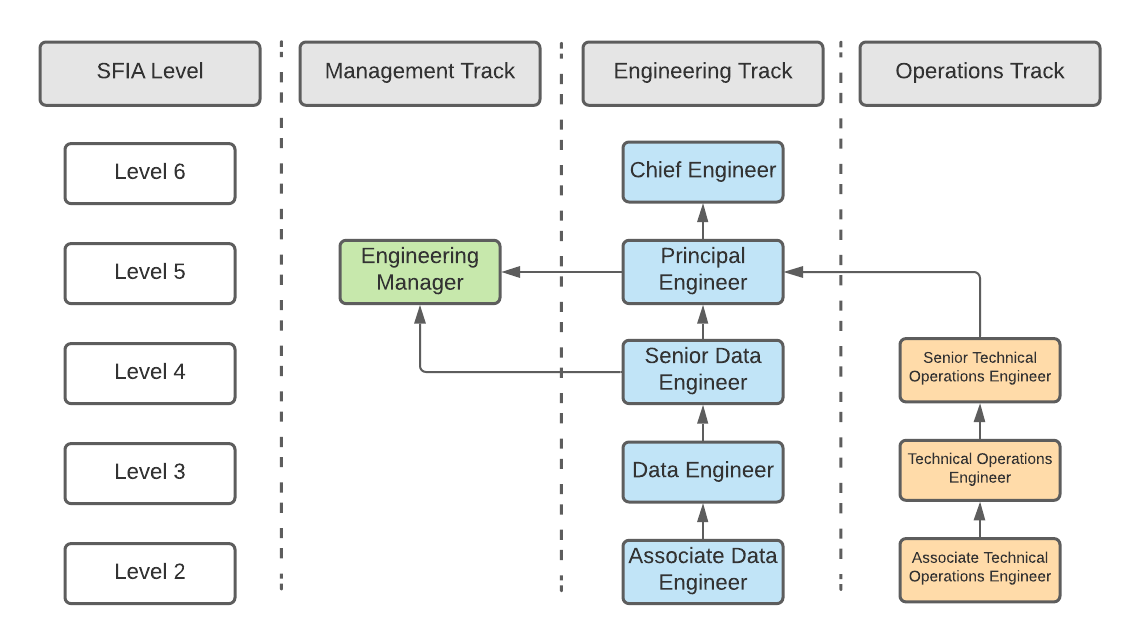 SFIA Level
Management Track
Engineering Track
Operations Track
Level 6
Chief Engineer
Level 5
Engineering
Manager
Principal
Engineer
Level 4
Senior Data
Engineer
Senior Technical
Operations Engineer
Level 3
Data Engineer
Technical Operations
Engineer
Level 2
Associate Data
Engineer
Associate Technical
Operations Engineer